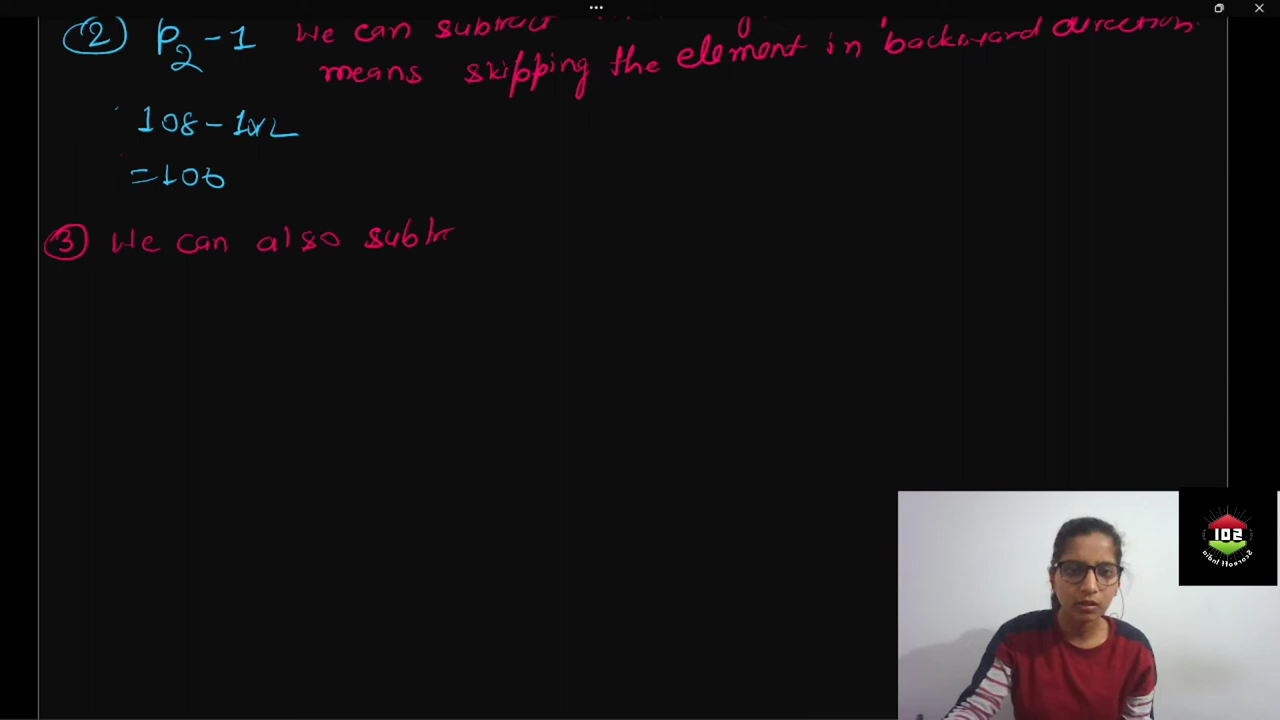 2 P2 - 1 We can subtract
means skipping the element in backward direction.
108 - 1x2
= 106
3 We can also subtr